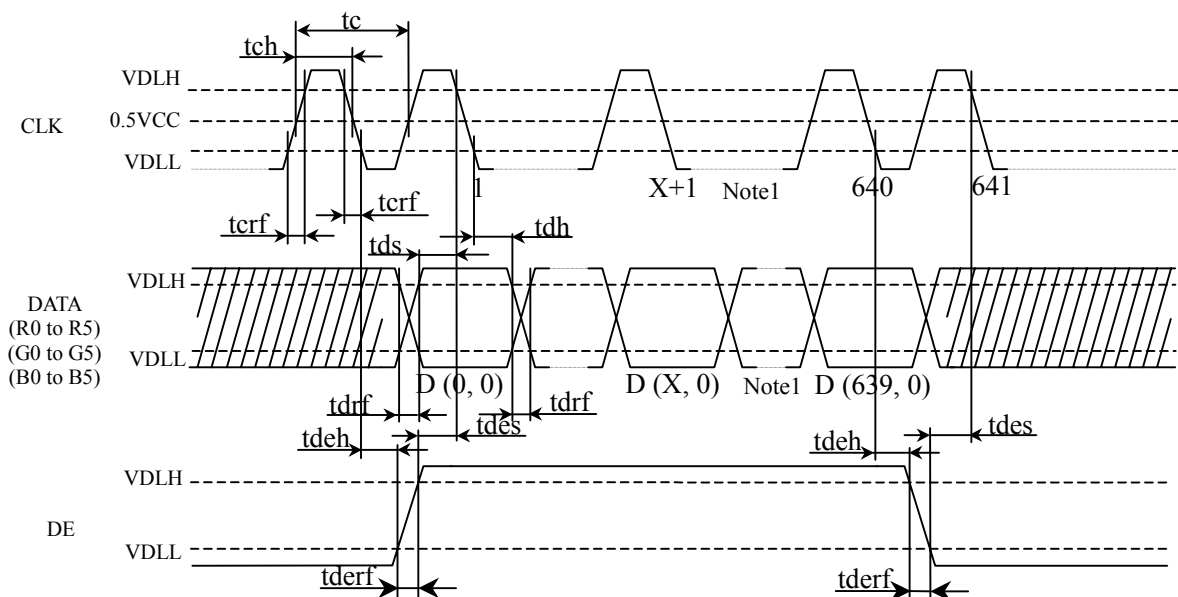 tc
tch
VDLH
CLK
0.5VCC
VDLL
1
X+1
Note1
640
641
tcrf
tcrf
tds
tdh
VDLH
DATA
(R0 to R5)
(G0 to G5)
(B0 to B5)
VDLL
D (0, 0)
D (X, 0)
Note1
D (639, 0)
tdrf
tdrf
tdeh
tdes
tdeh
tdes
VDLH
DE
VDLL
tderf
tderf